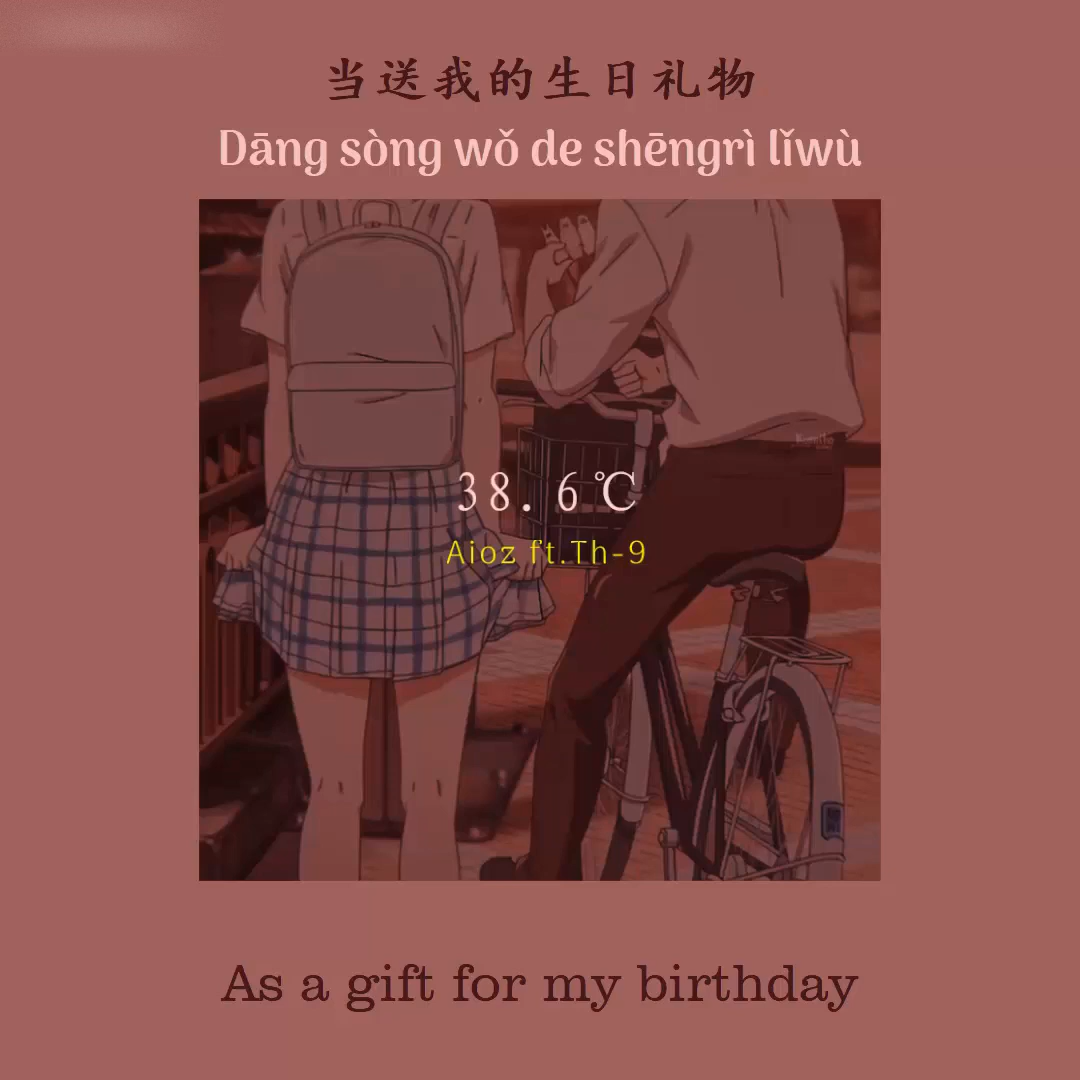 当送我的生日礼物
Dāng sòng wǒ de shēngrì lǐwù
38.6℃
Aioz ft.Th-9
As a gift for my birthday